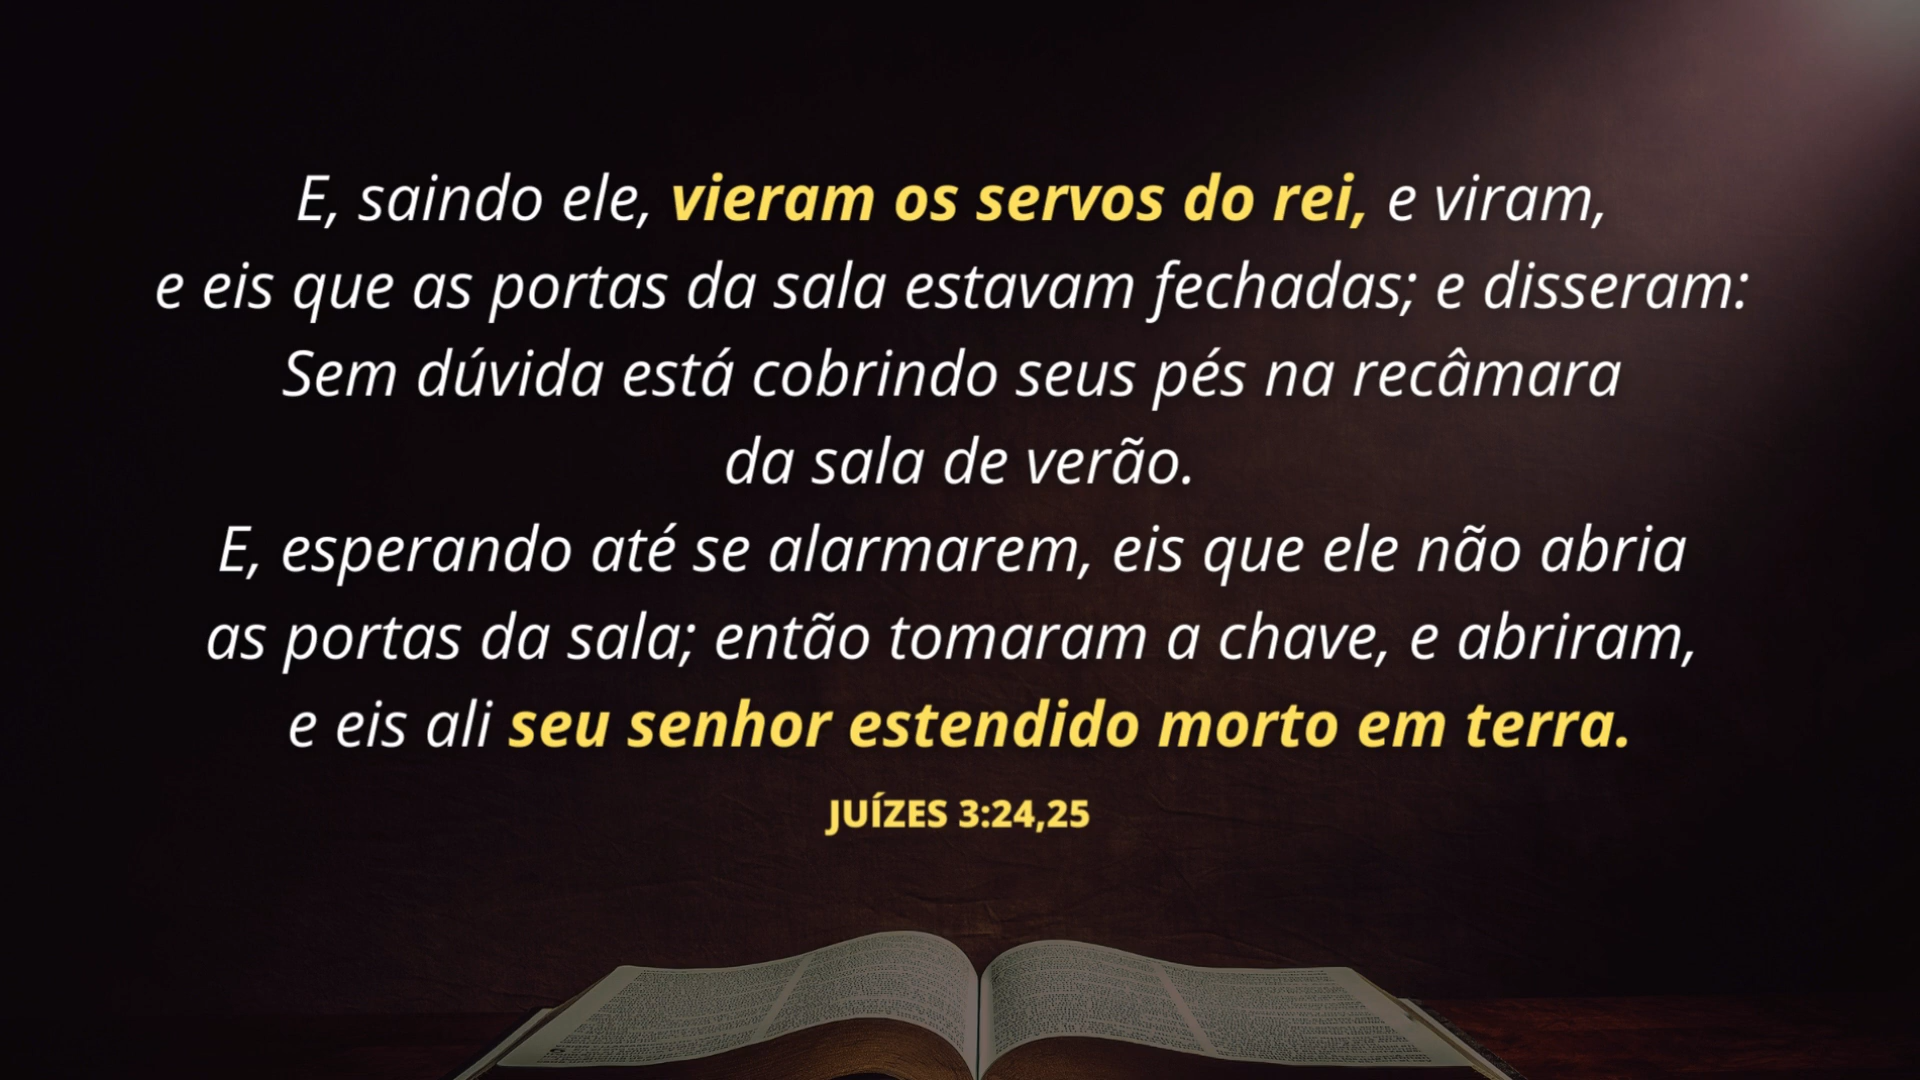 E, saindo ele, vieram os servos do rei, e viram,
e eis que as portas da sala estavam fechadas; e disseram:
Sem dúvida está cobrindo seus pés na recâmara
da sala de verão.
E, esperando até se alarmarem, eis que ele não abria
as portas da sala; então tomaram a chave, e abriram,
e eis ali seu senhor estendido morto em terra.
JUÍZES 3:24,25